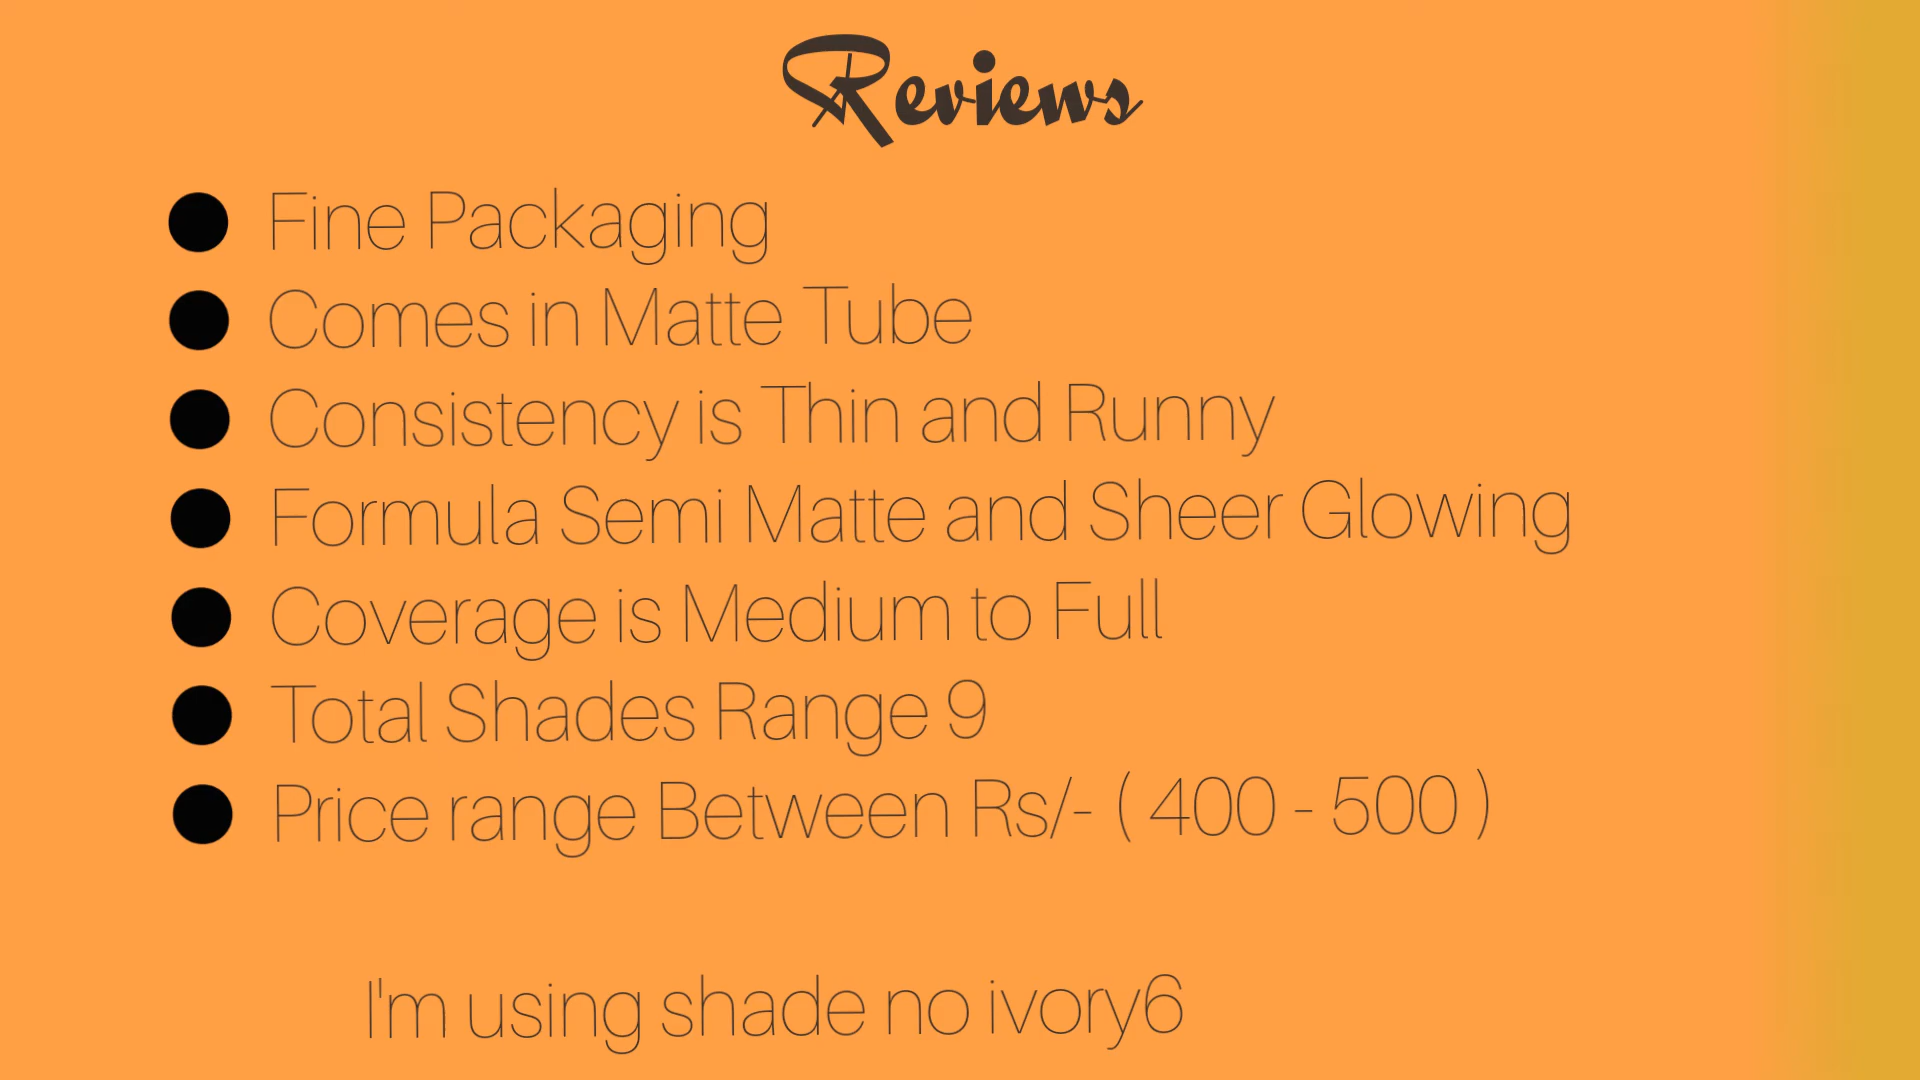 Reviews
● Fine Packaging
● Comes in Matte Tube
● Consistency is Thin and Runny
● Formula Semi Matte and Sheer Glowing
● Coverage is Medium to Full
● Total Shades Range 9
● Price range Between Rs/- ( 400 - 500 )
I'm using shade no ivory6